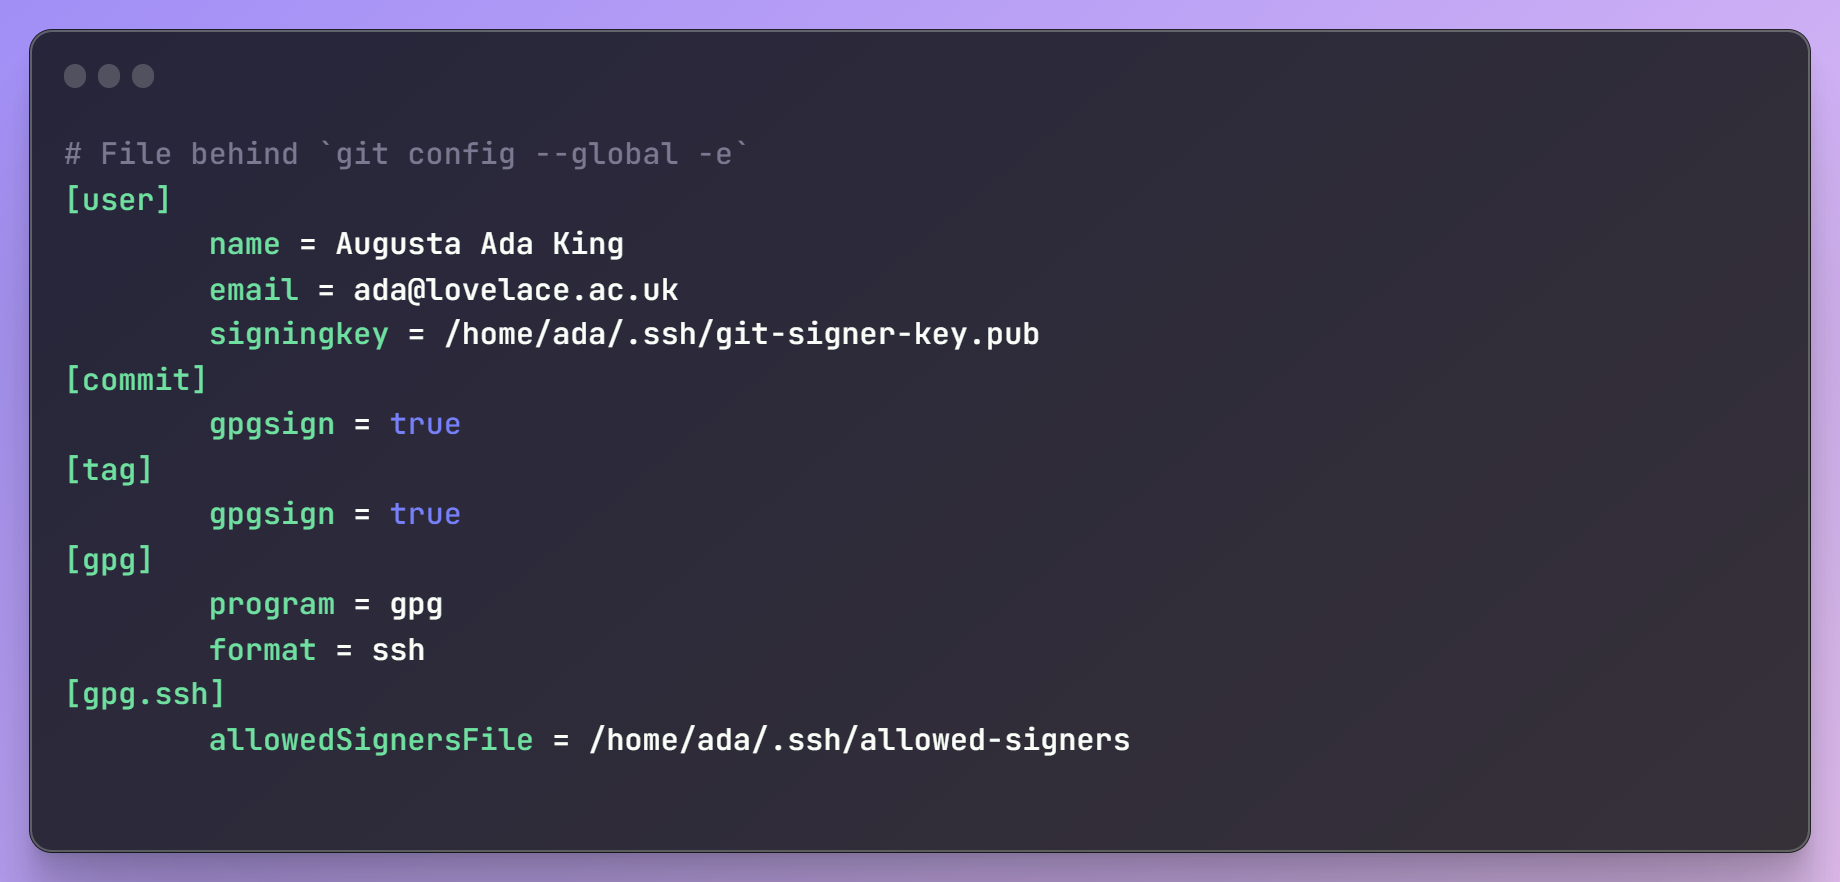 # File behind `git config --global -e`
[user]
        name = Augusta Ada King
        email = ada@lovelace.ac.uk
        signingkey = /home/ada/.ssh/git-signer-key.pub
[commit]
        gpgsign = true
[tag]
        gpgsign = true
[gpg]
        program = gpg
        format = ssh
[gpg.ssh]
        allowedSignersFile = /home/ada/.ssh/allowed-signers